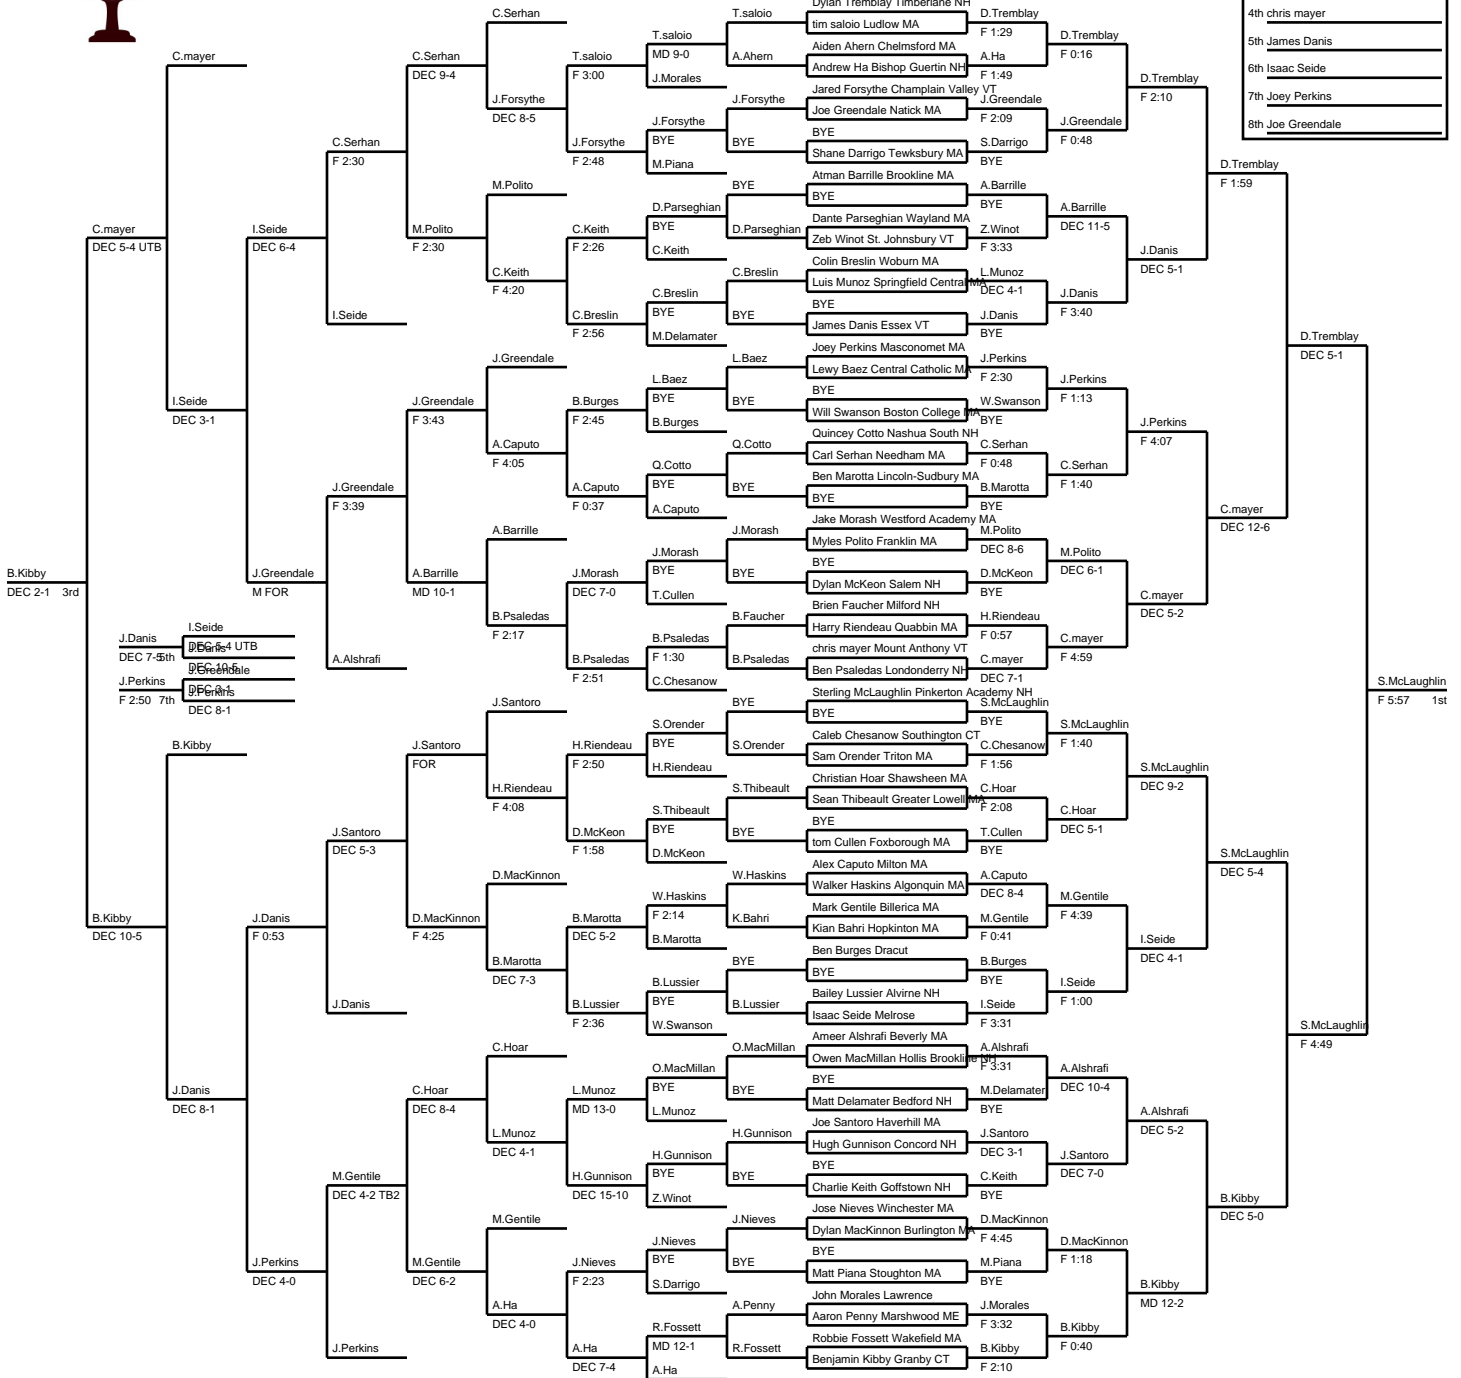 Dylan Tremblay Timberlane NH
C.Serhan
T.saloio
tim saloio Ludlow MA
D.Tremblay
F 1:29
4th chris mayer
T.saloio
MD 9-0
Aiden Ahern Chelmsford MA
D.Tremblay
F 0:16
5th James Danis
C.mayer
C.Serhan
DEC 9-4
T.saloio
F 3:00
A.Ahern
Andrew Ha Bishop Guertin NH
A.Ha
F 1:49
6th Isaac Seide
J.Morales
D.Tremblay
F 2:10
Jared Forsythe Champlain Valley VT
7th Joey Perkins
J.Forsythe
DEC 8-5
J.Forsythe
Joe Greendale Natick MA
J.Greendale
F 2:09
8th Joe Greendale
J.Forsythe
BYE
BYE
J.Greendale
F 0:48
C.Serhan
F 2:30
J.Forsythe
F 2:48
BYE
Shane Darrigo Tewksbury MA
S.Darrigo
BYE
M.Piana
D.Tremblay
F 1:59
Atman Barrille Brookline MA
M.Polito
BYE
BYE
A.Barrille
BYE
D.Parseghian
BYE
Dante Parseghian Wayland MA
A.Barrille
DEC 11-5
C.mayer
DEC 5-4 UTB
I.Seide
DEC 6-4
M.Polito
F 2:30
C.Keith
F 2:26
D.Parseghian
Zeb Winot St. Johnsbury VT
Z.Winot
F 3:33
C.Keith
J.Danis
DEC 5-1
Colin Breslin Woburn MA
C.Keith
F 4:20
C.Breslin
Luis Munoz Springfield Central MA
L.Munoz
DEC 4-1
C.Breslin
BYE
BYE
J.Danis
F 3:40
I.Seide
C.Breslin
F 2:56
BYE
James Danis Essex VT
J.Danis
BYE
M.Delamater
D.Tremblay
DEC 5-1
Joey Perkins Masconomet MA
J.Greendale
L.Baez
Lewy Baez Central Catholic MA
J.Perkins
F 2:30
L.Baez
BYE
BYE
J.Perkins
F 1:13
I.Seide
DEC 3-1
J.Greendale
F 3:43
B.Burges
F 2:45
BYE
Will Swanson Boston College MA
W.Swanson
BYE
B.Burges
J.Perkins
F 4:07
Quincey Cotto Nashua South NH
A.Caputo
F 4:05
Q.Cotto
Carl Serhan Needham MA
C.Serhan
F 0:48
Q.Cotto
BYE
Ben Marotta Lincoln-Sudbury MA
C.Serhan
F 1:40
J.Greendale
F 3:39
A.Caputo
F 0:37
BYE
BYE
B.Marotta
BYE
A.Caputo
C.mayer
DEC 12-6
Jake Morash Westford Academy MA
A.Barrille
J.Morash
Myles Polito Franklin MA
M.Polito
DEC 8-6
J.Morash
BYE
BYE
M.Polito
DEC 6-1
B.Kibby
DEC 2-1 3rd
J.Greendale
M FOR
A.Barrille
MD 10-1
J.Morash
DEC 7-0
BYE
Dylan McKeon Salem NH
D.McKeon
BYE
T.Cullen
C.mayer
DEC 5-2
Brien Faucher Milford NH
B.Psaledas
F 2:17
B.Faucher
Harry Riendeau Quabbin MA
H.Riendeau
F 0:57
I.Seide
DEC 5-4 UTB
J.Danis
DEC 7-5 5th
J.Danis
DEC 10-5
B.Psaledas
F 1:30
chris mayer Mount Anthony VT
C.mayer
F 4:59
A.Alshrafi
B.Psaledas
F 2:51
B.Psaledas
Ben Psaledas Londonderry NH
C.mayer
DEC 7-1
J.Greendale
DEC 3-1
J.Perkins
F 2:50 7th
J.Perkins
DEC 8-1
C.Chesanow
S.McLaughlin
F 5:57 1st
Sterling McLaughlin Pinkerton Academy NH
J.Santoro
BYE
BYE
S.McLaughlin
BYE
S.Orender
BYE
Caleb Chesanow Southington CT
S.McLaughlin
F 1:40
B.Kibby
J.Santoro
FOR
H.Riendeau
F 2:50
S.Orender
Sam Orender Triton MA
C.Chesanow
F 1:56
H.Riendeau
S.McLaughlin
DEC 9-2
Christian Hoar Shawsheen MA
H.Riendeau
F 4:08
S.Thibeault
Sean Thibeault Greater Lowell MA
C.Hoar
F 2:08
S.Thibeault
BYE
BYE
C.Hoar
DEC 5-1
J.Santoro
DEC 5-3
D.McKeon
F 1:58
BYE
tom Cullen Foxborough MA
T.Cullen
BYE
D.McKeon
S.McLaughlin
DEC 5-4
Alex Caputo Milton MA
D.MacKinnon
W.Haskins
Walker Haskins Algonquin MA
A.Caputo
DEC 8-4
W.Haskins
F 2:14
Mark Gentile Billerica MA
M.Gentile
F 4:39
B.Kibby
DEC 10-5
J.Danis
F 0:53
D.MacKinnon
F 4:25
B.Marotta
DEC 5-2
K.Bahri
Kian Bahri Hopkinton MA
M.Gentile
F 0:41
B.Marotta
I.Seide
DEC 4-1
Ben Burges Dracut
B.Marotta
DEC 7-3
BYE
BYE
B.Burges
BYE
B.Lussier
BYE
Bailey Lussier Alvirne NH
I.Seide
F 1:00
J.Danis
B.Lussier
F 2:36
B.Lussier
Isaac Seide Melrose
I.Seide
F 3:31
W.Swanson
S.McLaughlin
F 4:49
Ameer Alshrafi Beverly MA
C.Hoar
O.MacMillan
Owen MacMillan Hollis Brookline NH
A.Alshrafi
F 3:31
O.MacMillan
BYE
BYE
A.Alshrafi
DEC 10-4
J.Danis
DEC 8-1
C.Hoar
DEC 8-4
L.Munoz
MD 13-0
BYE
Matt Delamater Bedford NH
M.Delamater
BYE
L.Munoz
A.Alshrafi
DEC 5-2
Joe Santoro Haverhill MA
L.Munoz
DEC 4-1
H.Gunnison
Hugh Gunnison Concord NH
J.Santoro
DEC 3-1
H.Gunnison
BYE
BYE
J.Santoro
DEC 7-0
M.Gentile
DEC 4-2 TB2
H.Gunnison
DEC 15-10
BYE
Charlie Keith Goffstown NH
C.Keith
BYE
Z.Winot
B.Kibby
DEC 5-0
Jose Nieves Winchester MA
M.Gentile
J.Nieves
Dylan MacKinnon Burlington MA
D.MacKinnon
F 4:45
J.Nieves
BYE
BYE
D.MacKinnon
F 1:18
J.Perkins
DEC 4-0
M.Gentile
DEC 6-2
J.Nieves
F 2:23
BYE
Matt Piana Stoughton MA
M.Piana
BYE
S.Darrigo
B.Kibby
MD 12-2
John Morales Lawrence
A.Ha
DEC 4-0
A.Penny
Aaron Penny Marshwood ME
J.Morales
F 3:32
R.Fossett
MD 12-1
Robbie Fossett Wakefield MA
B.Kibby
F 0:40
J.Perkins
A.Ha
DEC 7-4
R.Fossett
Benjamin Kibby Granby CT
B.Kibby
F 2:10
A.Ha